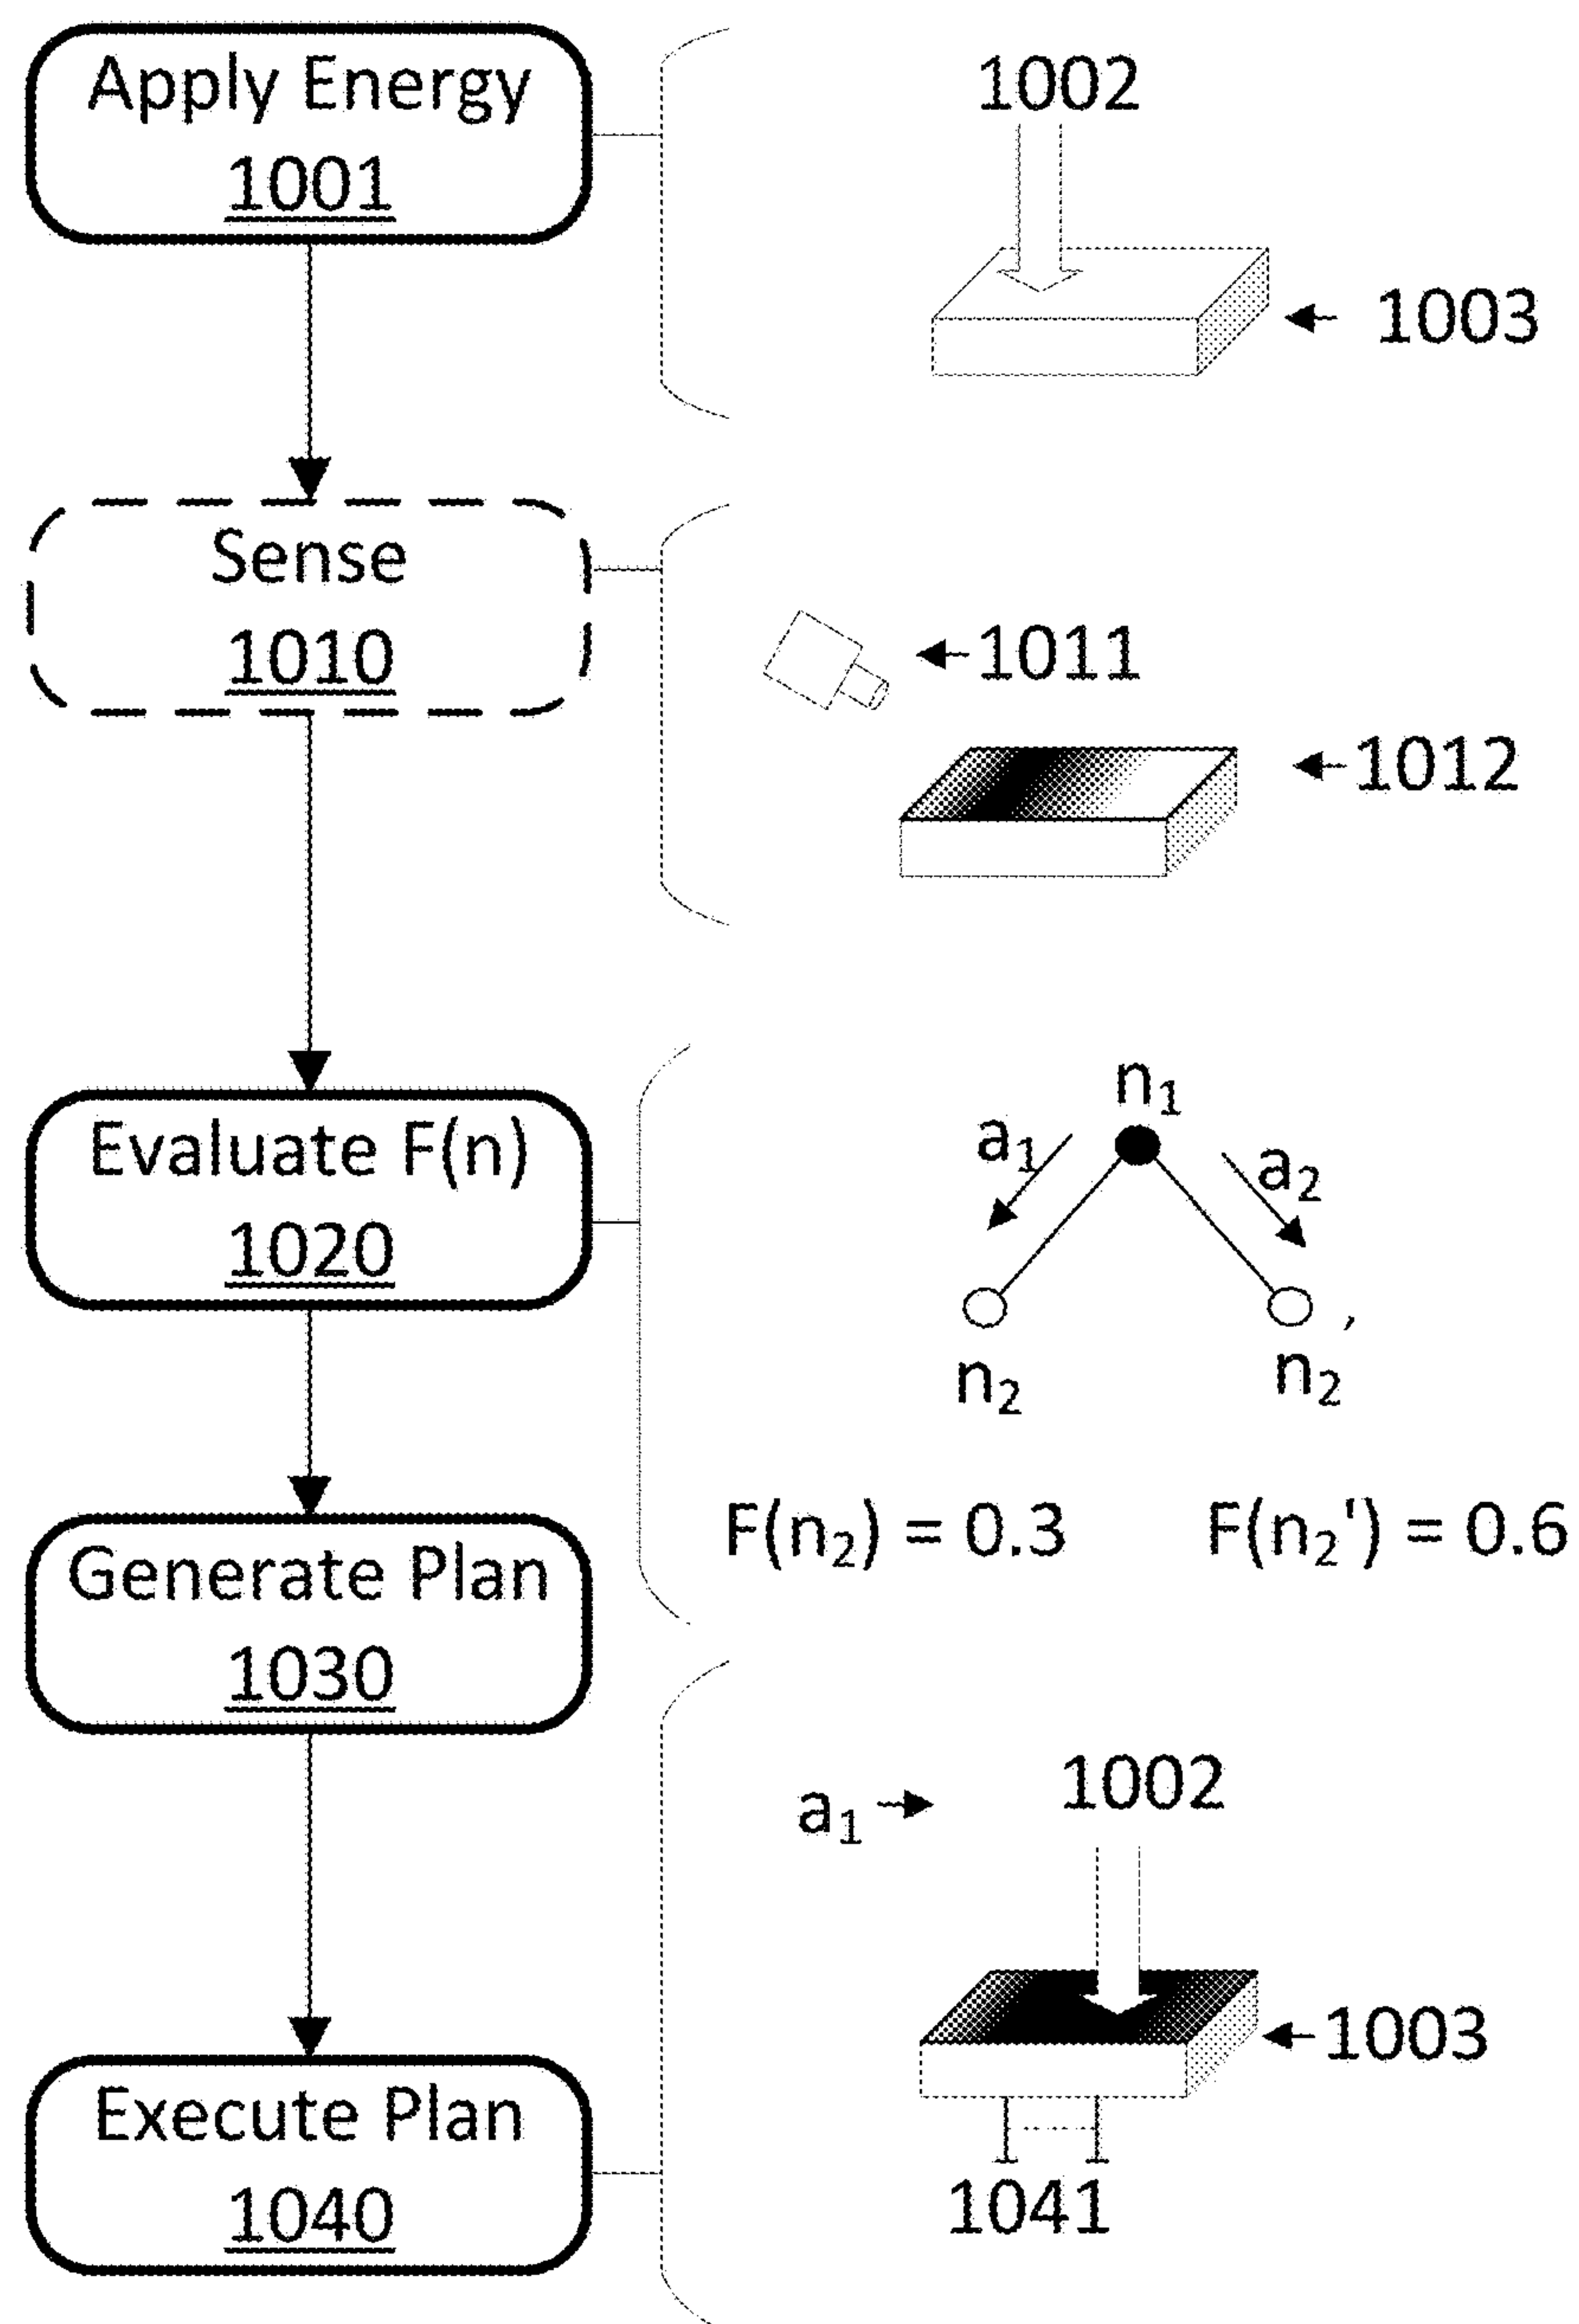 Apply Energy
1001
1002
1003
Sense
1010
1011
1012
Evaluate F(n)
1020
n₁
a₁
a₂
n₂
n₂'
F(n₂) = 0.3
F(n₂') = 0.6
Generate Plan
1030
a₁
1002
1003
Execute Plan
1040
1041